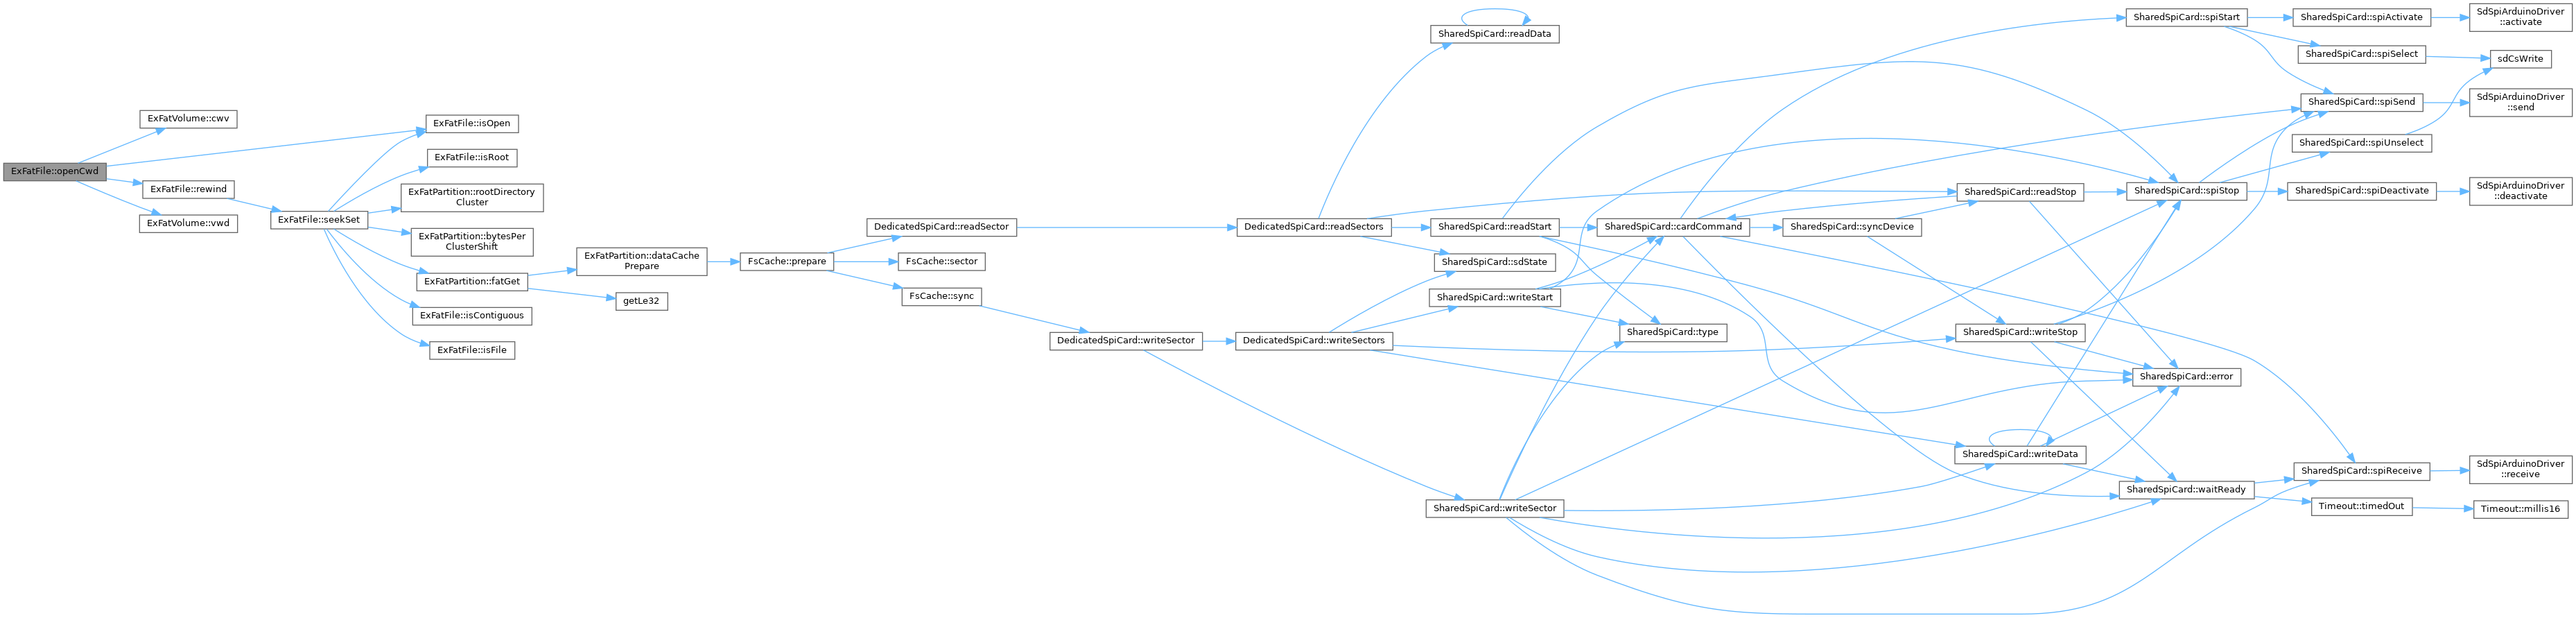 ExFatFile::openCwd
ExFatVolume::cwv
ExFatFile::rewind
ExFatVolume::vwd
ExFatFile::seekSet
ExFatFile::isOpen
ExFatFile::isRoot
ExFatPartition::rootDirectory
Cluster
ExFatPartition::bytesPer
ClusterShift
ExFatPartition::fatGet
ExFatFile::isContiguous
ExFatFile::isFile
ExFatPartition::dataCache
Prepare
getLe32
FsCache::prepare
DedicatedSpiCard::readSector
FsCache::sector
FsCache::sync
DedicatedSpiCard::writeSector
DedicatedSpiCard::readSectors
DedicatedSpiCard::writeSectors
SharedSpiCard::readData
SharedSpiCard::readStart
SharedSpiCard::sdState
SharedSpiCard::writeStart
SharedSpiCard::writeSector
SharedSpiCard::cardCommand
SharedSpiCard::type
SharedSpiCard::syncDevice
SharedSpiCard::readStop
SharedSpiCard::writeStop
SharedSpiCard::writeData
SharedSpiCard::spiStart
SharedSpiCard::spiStop
SharedSpiCard::error
SharedSpiCard::waitReady
SharedSpiCard::spiActivate
SharedSpiCard::spiSelect
SharedSpiCard::spiSend
SharedSpiCard::spiUnselect
SharedSpiCard::spiDeactivate
SharedSpiCard::spiReceive
Timeout::timedOut
SdSpiArduinoDriver
::activate
sdCsWrite
SdSpiArduinoDriver
::send
SdSpiArduinoDriver
::deactivate
SdSpiArduinoDriver
::receive
Timeout::millis16